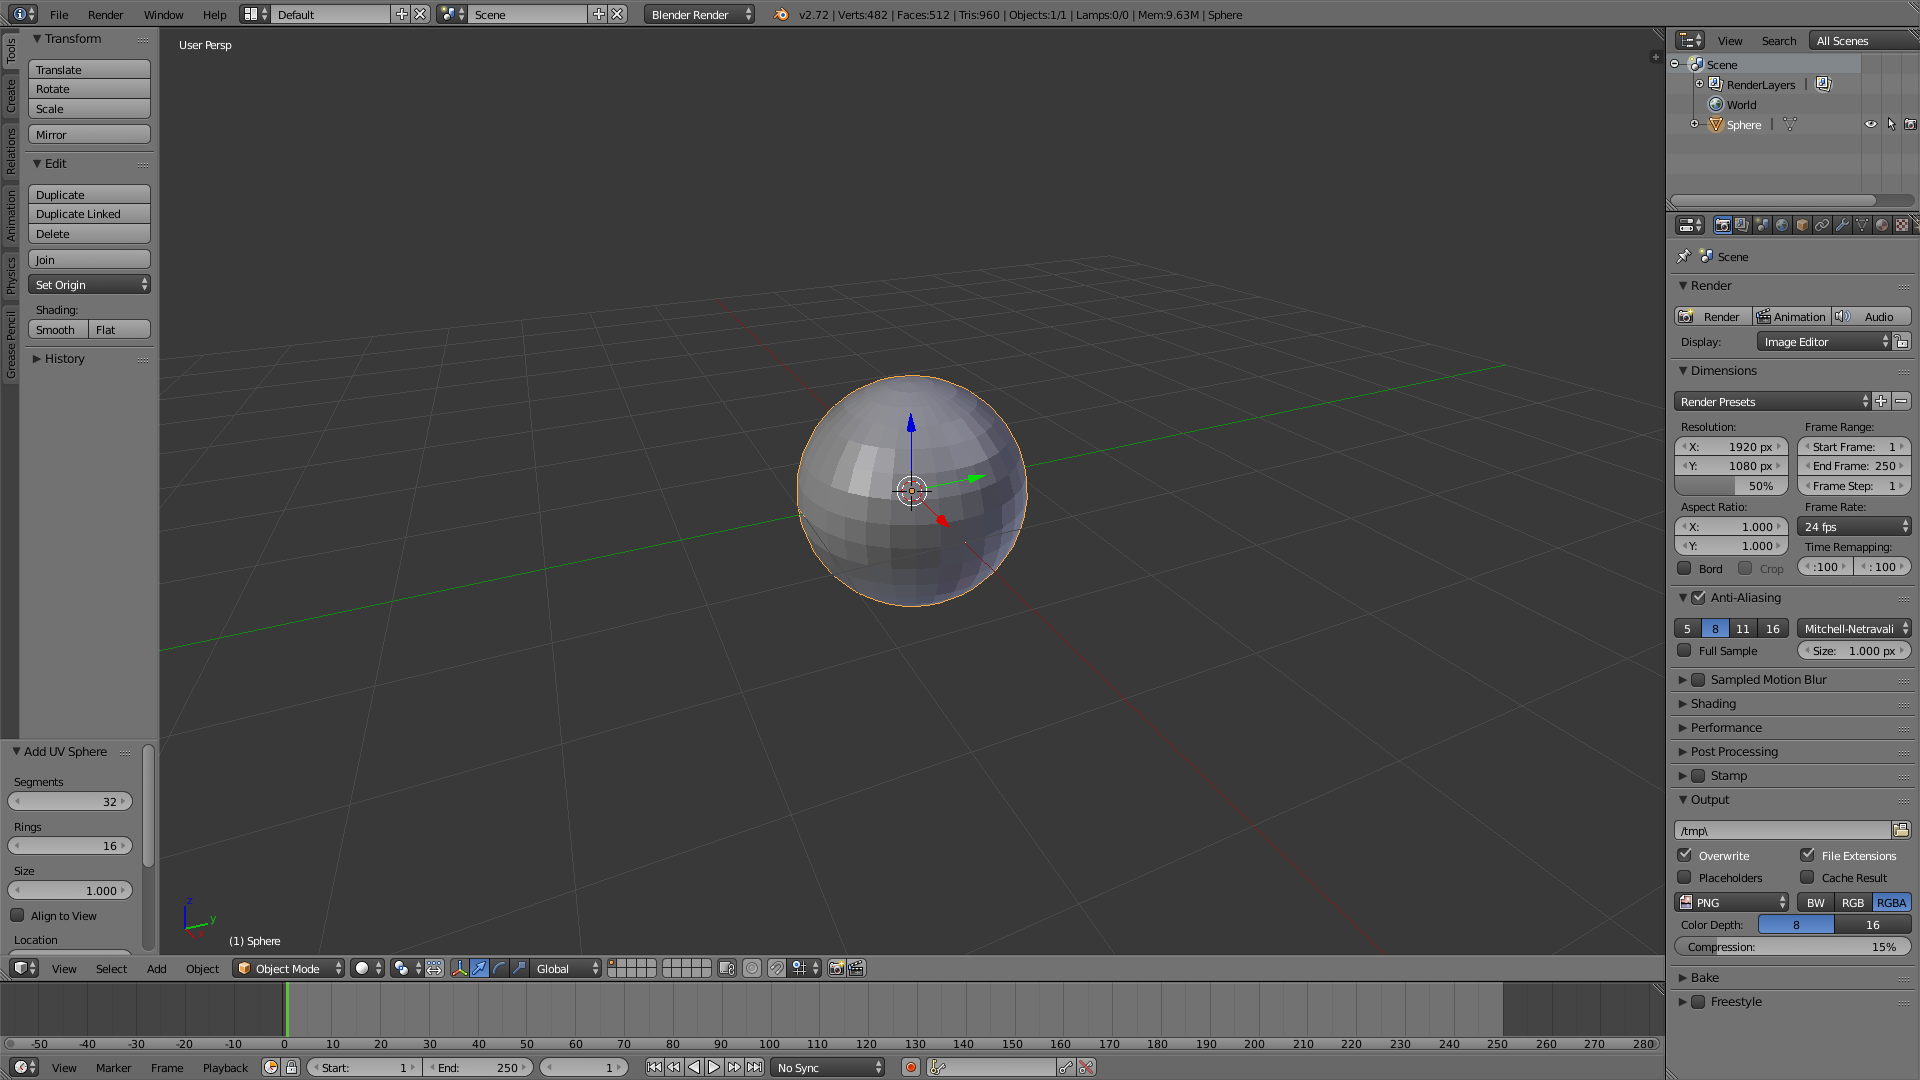 File Render Window Help Default Scene Blender Render v2.72 | Verts:482 | Faces:512 | Tris:960 | Objects:1/1 | Lamps:0/0 | Mem:9.63M | Sphere
Tools
Create
Relations
Animation
Physics
Grease Pencil
Transform
Translate
Rotate
Scale
Mirror
Edit
Duplicate
Duplicate Linked
Delete
Join
Set Origin
Shading:
Smooth Flat
History
Add UV Sphere
Segments
32
Rings
16
Size
1.000
Align to View
Location
User Persp
z
y
(1) Sphere
View Select Add Object Object Mode Global
-50 -40 -30 -20 -10 0 10 20 30 40 50 60 70 80 90 100 110 120 130 140 150 160 170 180 190 200 210 220 230 240 250 260 270 280
View Marker Frame Playback Start: 1 End: 250 1 No Sync
View Search All Scenes
Scene
RenderLayers |
World
Sphere |
Scene
Render
Render Animation Audio
Display: Image Editor
Dimensions
Render Presets
Resolution: Frame Range:
X: 1920 px Start Frame: 1
Y: 1080 px End Frame: 250
50% Frame Step: 1
Aspect Ratio: Frame Rate:
X: 1.000 24 fps
Y: 1.000 Time Remapping:
Bord Crop :100 : 100
Anti-Aliasing
5 8 11 16 Mitchell-Netravali
Full Sample Size: 1.000 px
Sampled Motion Blur
Shading
Performance
Post Processing
Stamp
Output
/tmp\
Overwrite File Extensions
Placeholders Cache Result
PNG BW RGB RGBA
Color Depth: 8 16
Compression: 15%
Bake
Freestyle